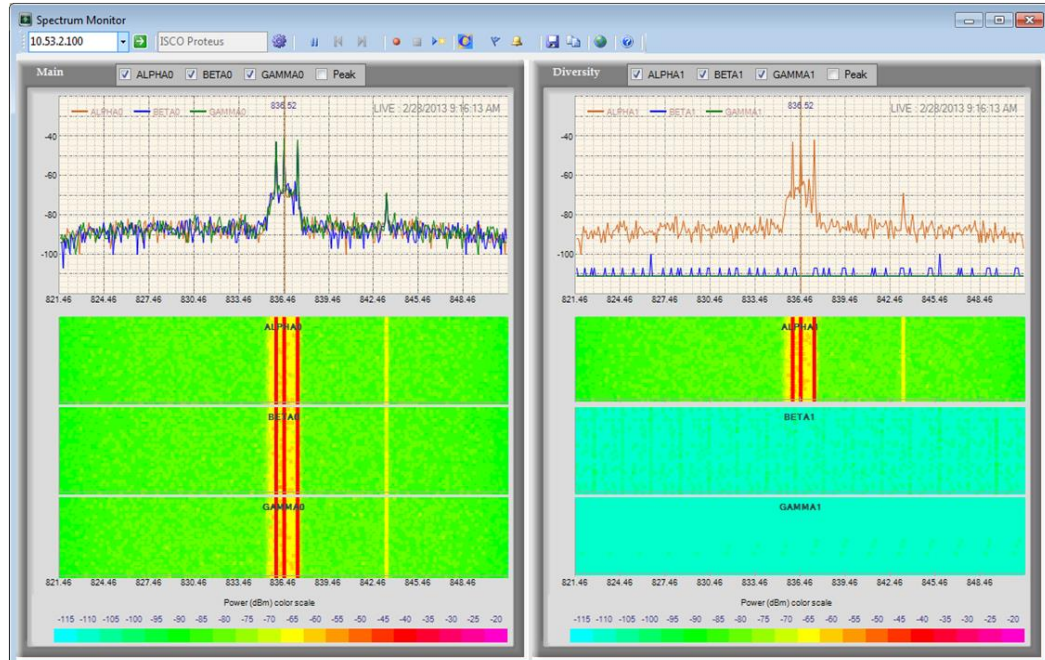 Spectrum Monitor
10.53.2.100 ISCO Proteus
Main ALPHA0 BETA0 GAMMA0 Peak
836.52
ALPHA0 BETA0 GAMMA0 LIVE : 2/28/2013 9:16:13 AM
-40
-60
-80
-100
821.46 824.46 827.46 830.46 833.46 836.46 839.46 842.46 845.46 848.46
ALPHA0
BETA0
GAMMA0
821.46 824.46 827.46 830.46 833.46 836.46 839.46 842.46 845.46 848.46
Power (dBm) color scale
-115 -110 -105 -100 -95 -90 -85 -80 -75 -70 -65 -60 -55 -50 -45 -40 -35 -30 -25 -20
Diversity ALPHA1 BETA1 GAMMA1 Peak
836.52
ALPHA1 BETA1 GAMMA1 LIVE : 2/28/2013 9:16:13 AM
-40
-60
-80
-100
821.46 824.46 827.46 830.46 833.46 836.46 839.46 842.46 845.46 848.46
ALPHA1
BETA1
GAMMA1
821.46 824.46 827.46 830.46 833.46 836.46 839.46 842.46 845.46 848.46
Power (dBm) color scale
-115 -110 -105 -100 -95 -90 -85 -80 -75 -70 -65 -60 -55 -50 -45 -40 -35 -30 -25 -20